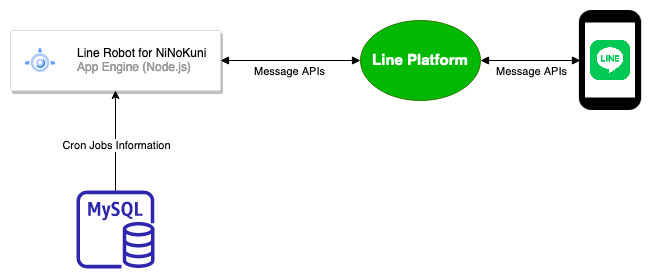 Line Robot for NiNoKuni
App Engine (Node.js)
Message APIs
Line Platform
Message APIs
LINE
Cron Jobs Information
MySQL